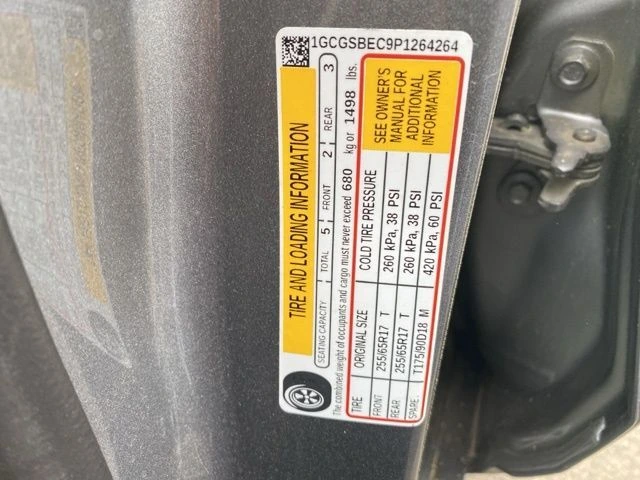 1GCGSBEC9P1264264
TIRE AND LOADING INFORMATION
SEATING CAPACITY TOTAL 5 FRONT 2 REAR 3
The combined weight of occupants and cargo must never exceed 680 kg or 1498 lbs.
TIRE ORIGINAL SIZE COLD TIRE PRESSURE
FRONT 255/65R17 T 260 kPa, 38 PSI
REAR 255/65R17 T 260 kPa, 38 PSI
SPARE T175/90D18 M 420 kPa, 60 PSI
SEE OWNER'S
MANUAL FOR
ADDITIONAL
INFORMATION